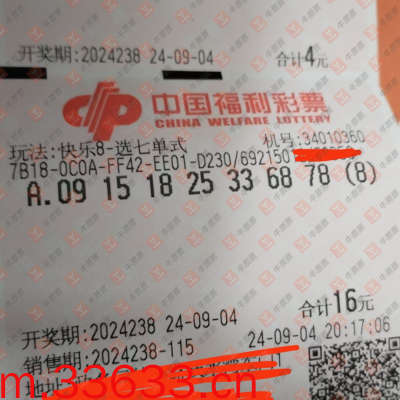 开奖期:2024238 24-09-04 合计4元
中国福利彩票
CHINA WELFARE LOTTERY
玩法:快乐8-选七单式 机号:34010360
7B18-0C0A-FF42-EE01-D230/692150
A.09 15 18 25 33 68 78 (8)
合计16元
开奖期:2024238 24-09-04
销售期:2024238-115 24-09-04 20:17:06
地址:
m.33633.cn